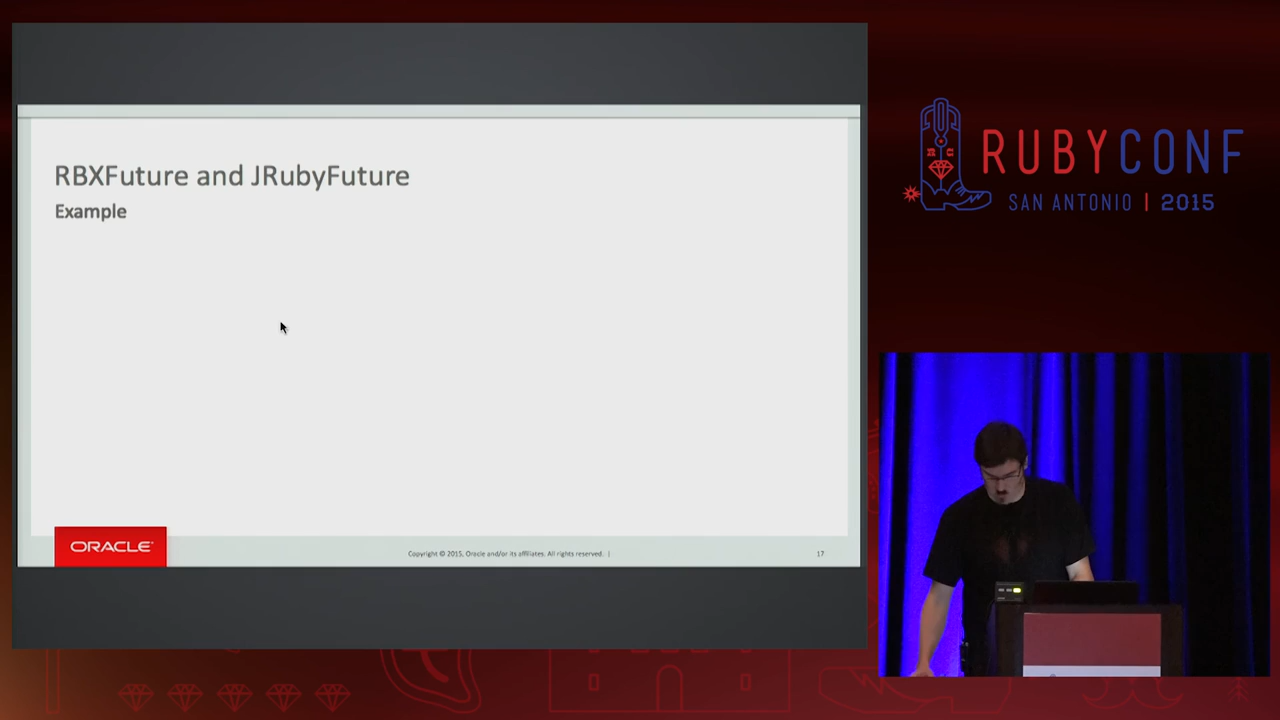 RBXFuture and JRubyFuture
Example
ORACLE
Copyright © 2015, Oracle and/or its affiliates. All rights reserved. |
17
RUBYCONF
SAN ANTONIO | 2015